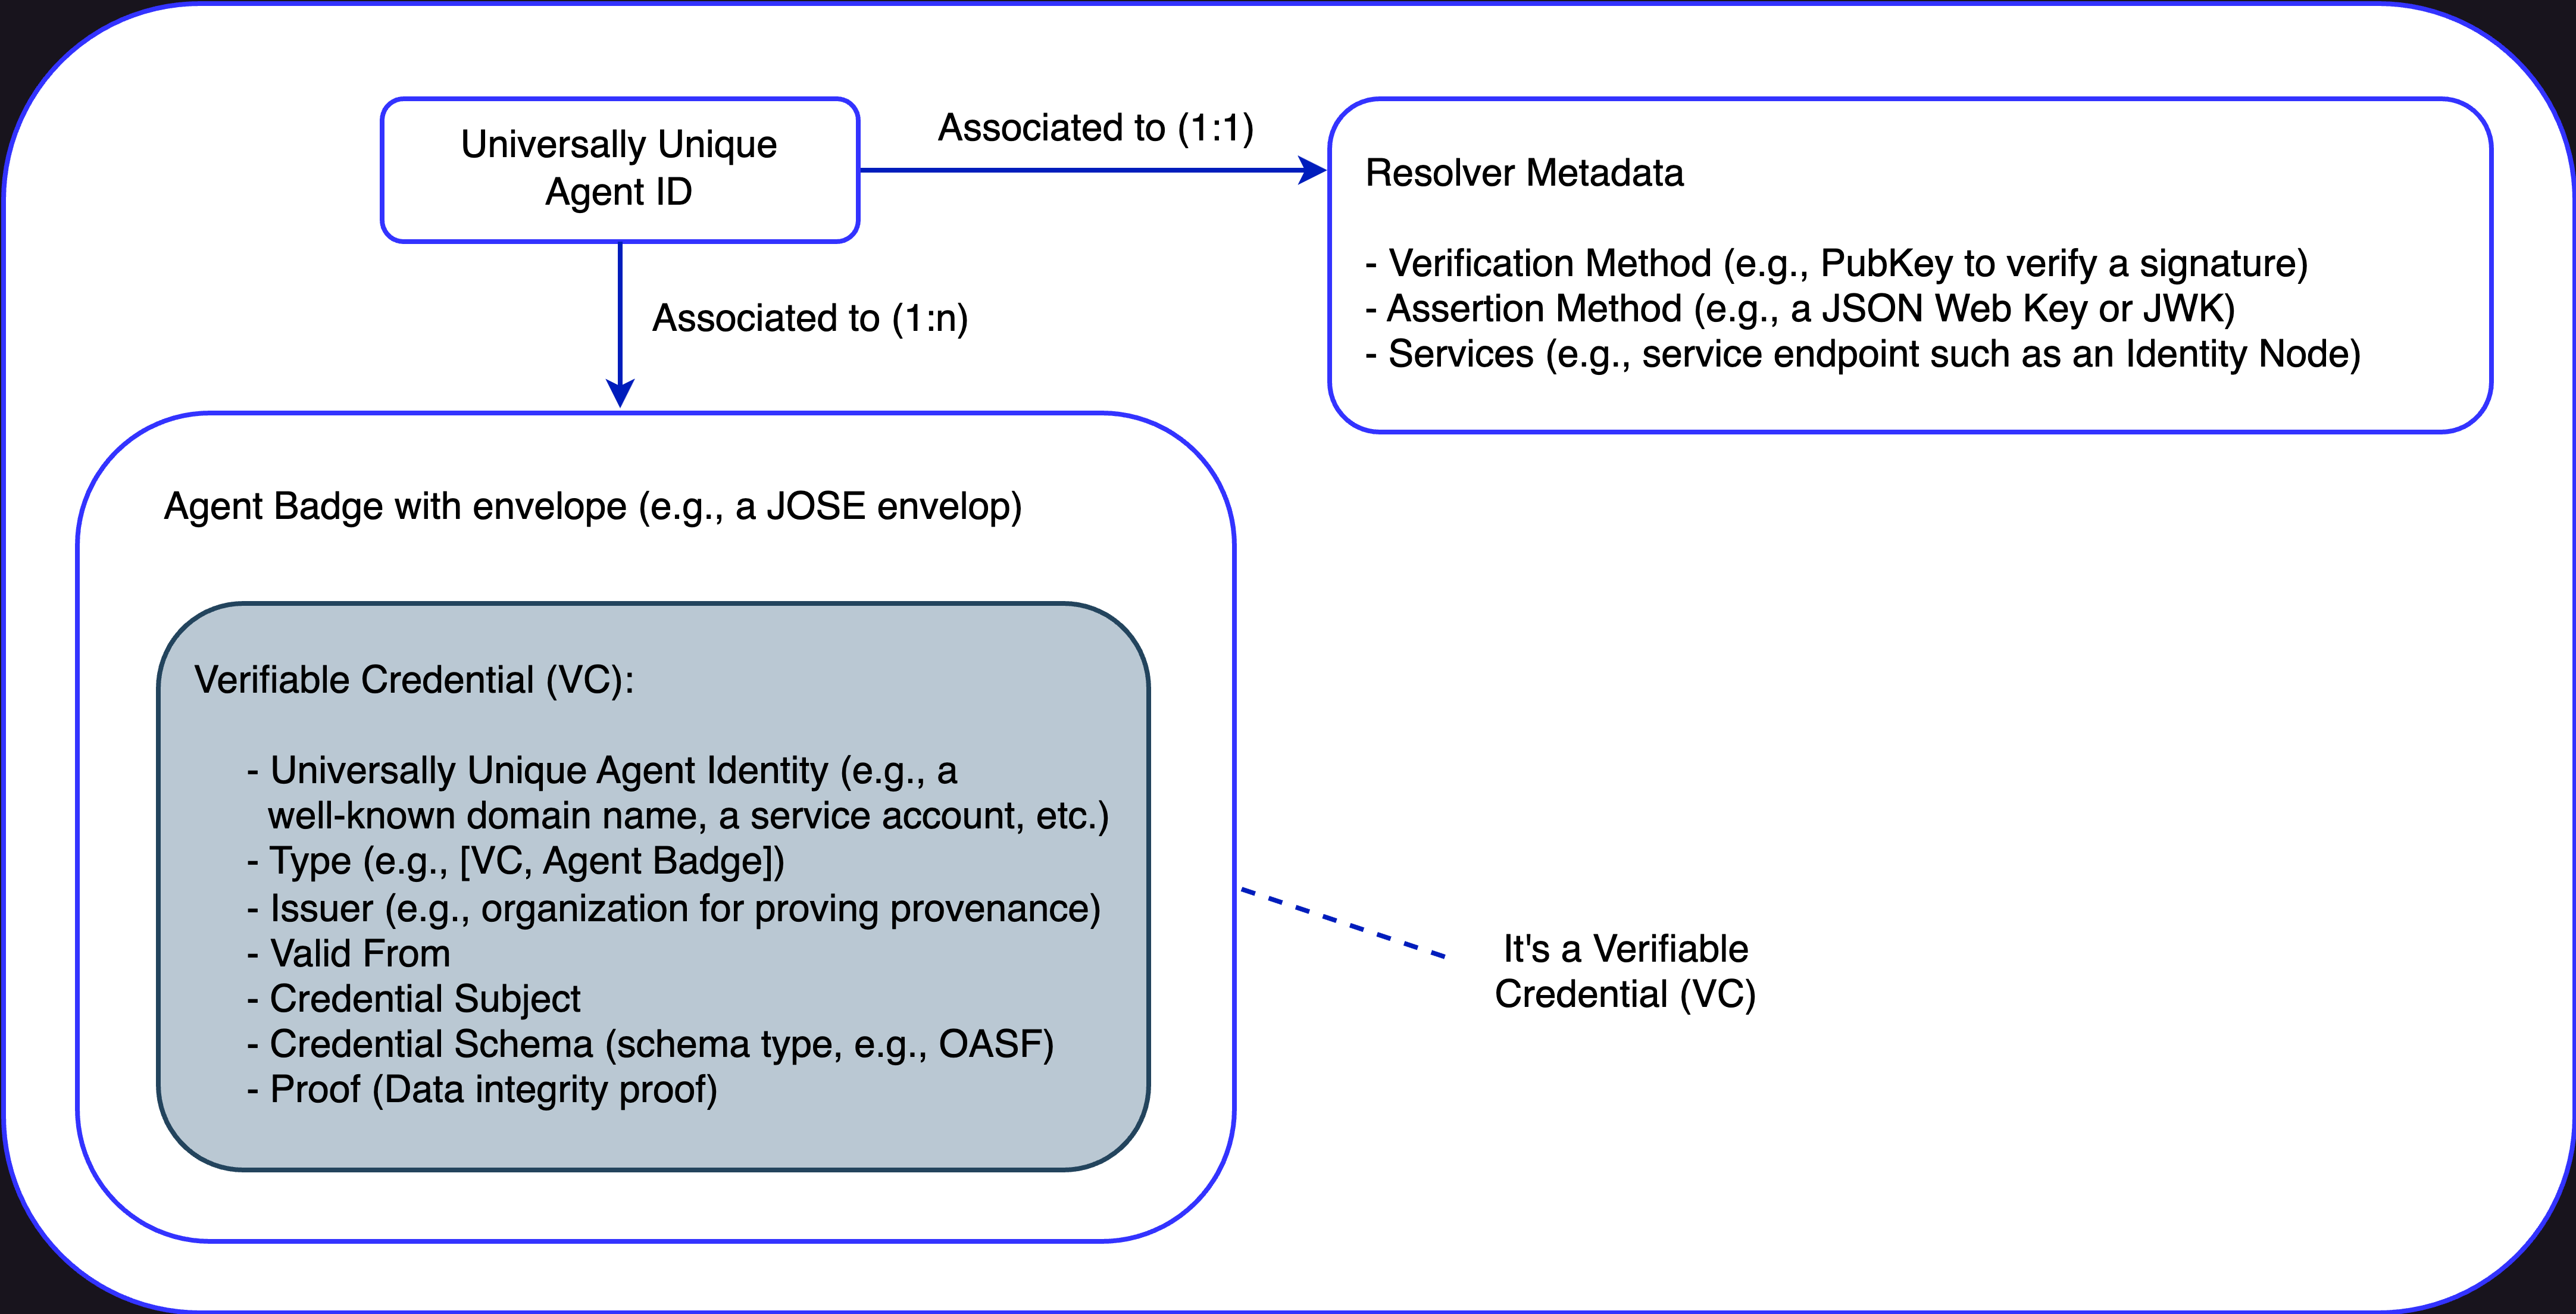 Universally Unique
Agent ID
Associated to (1:1)
Resolver Metadata
- Verification Method (e.g., PubKey to verify a signature)
- Assertion Method (e.g., a JSON Web Key or JWK)
- Services (e.g., service endpoint such as an Identity Node)
Associated to (1:n)
Agent Badge with envelope (e.g., a JOSE envelop)
Verifiable Credential (VC):
- Universally Unique Agent Identity (e.g., a
well-known domain name, a service account, etc.)
- Type (e.g., [VC, Agent Badge])
- Issuer (e.g., organization for proving provenance)
- Valid From
- Credential Subject
- Credential Schema (schema type, e.g., OASF)
- Proof (Data integrity proof)
It's a Verifiable
Credential (VC)